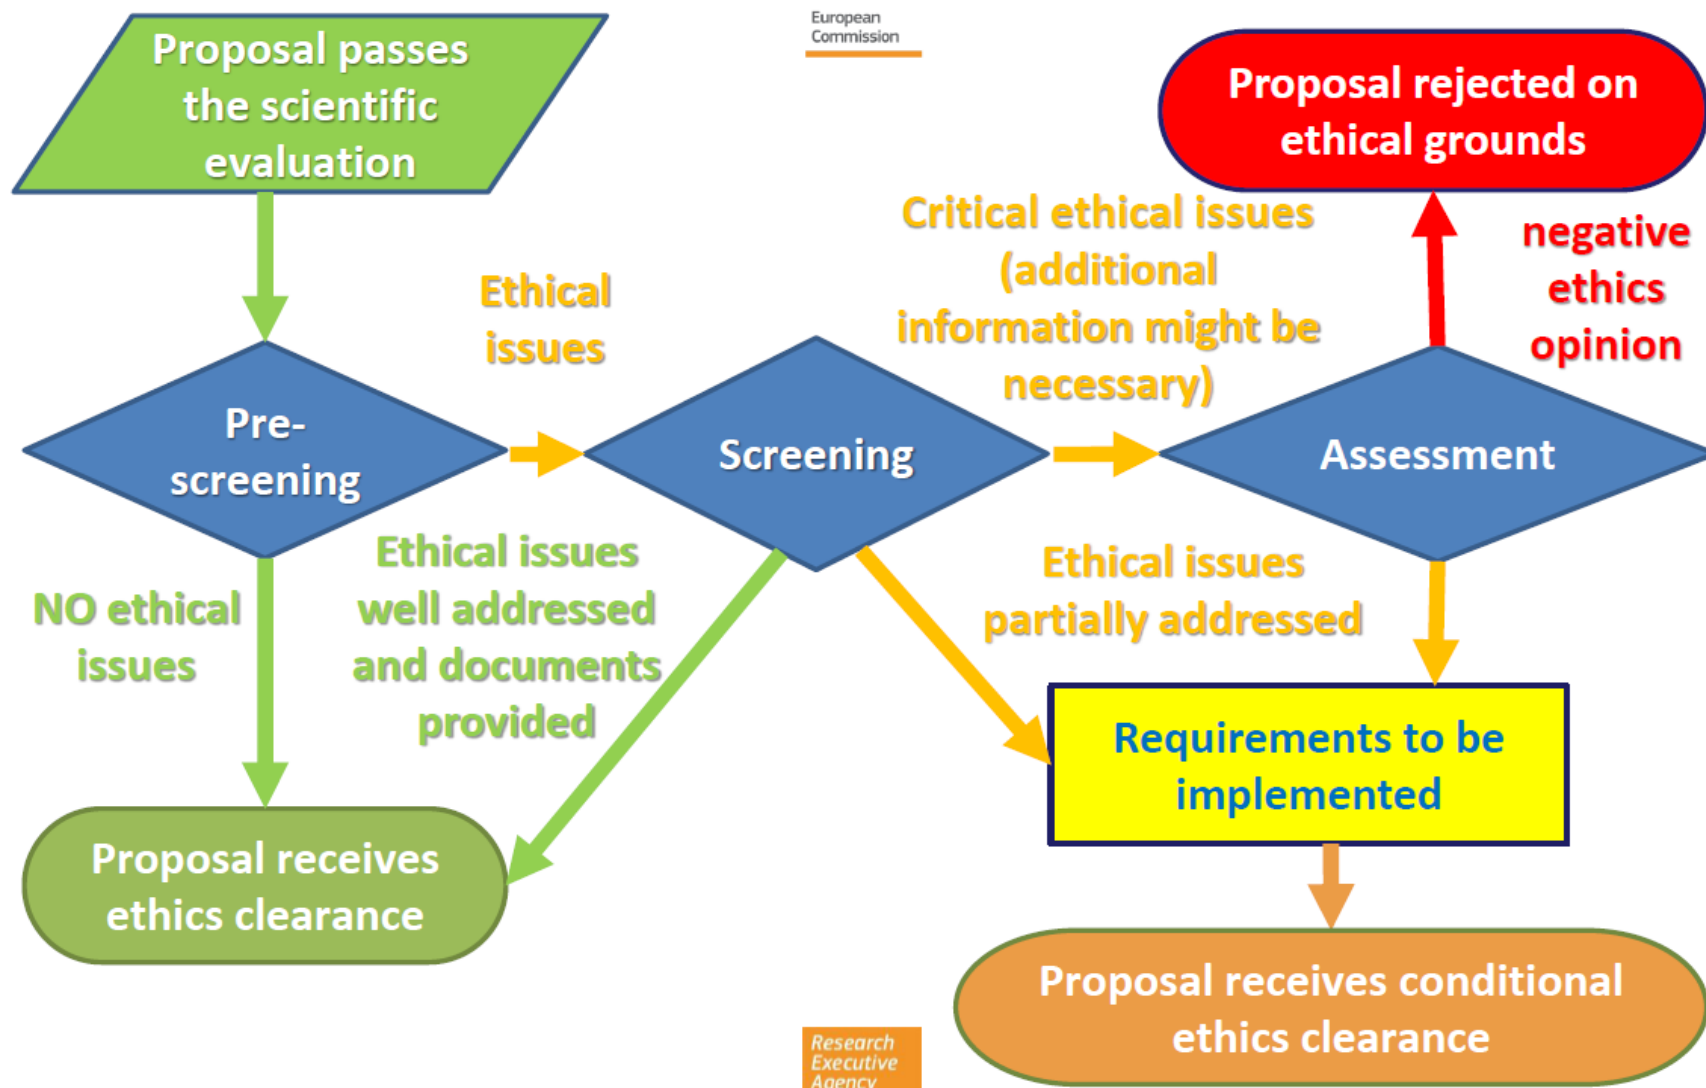 Proposal passes
the scientific
evaluation
European
Commission
Proposal rejected on
ethical grounds
Critical ethical issues
(additional
information might be
necessary)
negative
ethics
opinion
Ethical
issues
Pre-
screening
Screening
Assessment
NO ethical
issues
Ethical issues
well addressed
and documents
provided
Ethical issues
partially addressed
Requirements to be
implemented
Proposal receives
ethics clearance
Proposal receives conditional
ethics clearance
Research
Executive
Agency